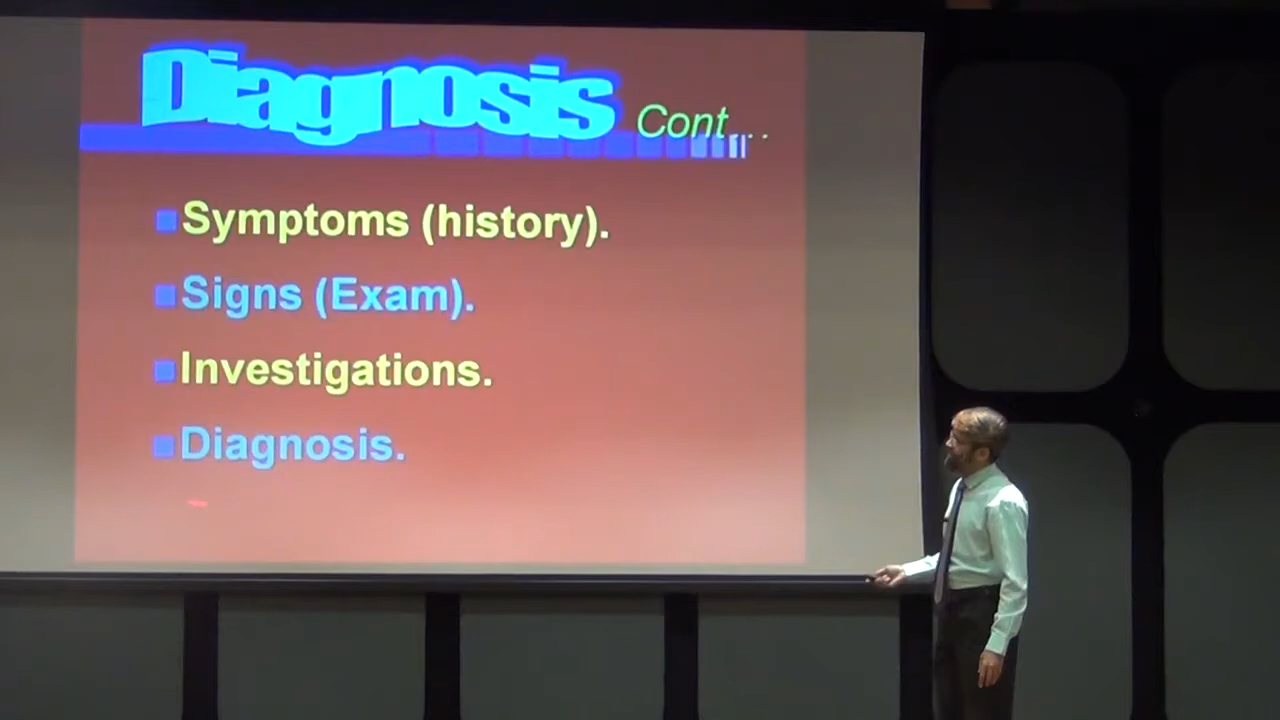 Diagnosis Cont...
Symptoms (history).
Signs (Exam).
Investigations.
Diagnosis.